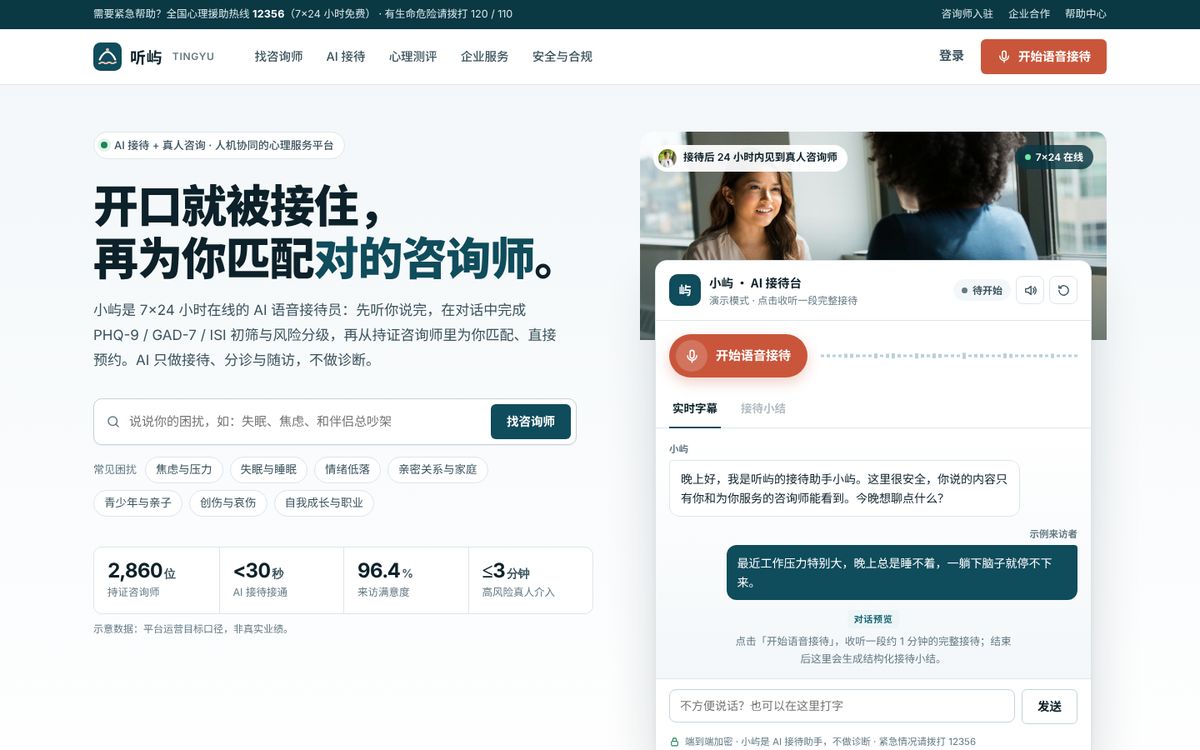 需要紧急帮助？全国心理援助热线 12356（7×24 小时免费） · 有生命危险请拨打 120 / 110
咨询师入驻 企业合作 帮助中心
听屿 TINGYU 找咨询师 AI 接待 心理测评 企业服务 安全与合规 登录 开始语音接待
AI 接待 + 真人咨询 · 人机协同的心理服务平台
开口就被接住，
再为你匹配对的咨询师。
小屿是 7×24 小时在线的 AI 语音接待员：先听你说完，在对话中完成
PHQ-9 / GAD-7 / ISI 初筛与风险分级，再从持证咨询师里为你匹配、直接
预约。AI 只做接待、分诊与随访，不做诊断。
说说你的困扰，如：失眠、焦虑、和伴侣总吵架 找咨询师
常见困扰 焦虑与压力 失眠与睡眠 情绪低落 亲密关系与家庭
青少年与亲子 创伤与哀伤 自我成长与职业
2,860位 <30秒 96.4% ≤3分钟
持证咨询师 AI 接待接通 来访满意度 高风险真人介入
示意数据：平台运营目标口径，非真实业绩。
接待后 24 小时内见到真人咨询师 7×24 在线
屿 小屿 · AI 接待台
演示模式 · 点击收听一段完整接待
待开始
开始语音接待
实时字幕 接待小结
小屿
晚上好，我是听屿的接待助手小屿。这里很安全，你说的内容只
有你和为你服务的咨询师能看到。今晚想聊点什么？
示例来访者
最近工作压力特别大，晚上总是睡不着，一躺下脑子就停不下
来。
对话预览
点击「开始语音接待」，收听一段约 1 分钟的完整接待；结束
后这里会生成结构化接待小结。
不方便说话？也可以在这里打字 发送
端到端加密 · 小屿是 AI 接待助手，不做诊断 · 紧急情况请拨打 12356